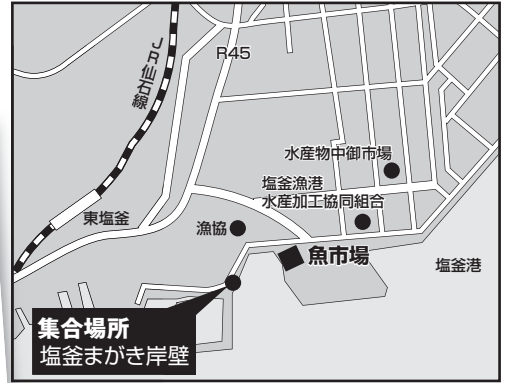 R45
JR仙石線
水産物中御市場
塩釜漁港
水産加工協同組合
東塩釜
漁協
魚市場
塩釜港
集合場所
塩釜まがき岸壁